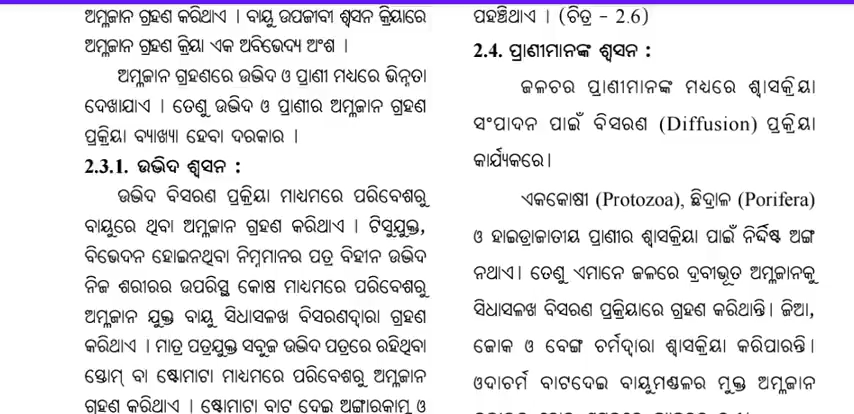 ଅମ୍ଳଜାନ ଗ୍ରହଣ କରିଥାଏ । ବାୟୁ ଉପଜୀବୀ ଶ୍ୱସନ କ୍ରିୟାରେ
ଅମ୍ଳଜାନ ଗ୍ରହଣ କ୍ରିୟା ଏକ ଅବିଭେଦ୍ୟ ଅଂଶ ।
ଅମ୍ଳଜାନ ଗ୍ରହଣରେ ଉଦ୍ଭିଦ ଓ ପ୍ରାଣୀ ମଧ୍ୟରେ ଭିନ୍ନତା
ଦେଖାଯାଏ । ତେଣୁ ଉଦ୍ଭିଦ ଓ ପ୍ରାଣୀର ଅମ୍ଳଜାନ ଗ୍ରହଣ
ପ୍ରକ୍ରିୟା ବ୍ୟାଖ୍ୟା ହେବା ଦରକାର ।
2.3.1. ଉଦ୍ଭିଦ ଶ୍ୱସନ :
ଉଦ୍ଭିଦ ବିସରଣ ପ୍ରକ୍ରିୟା ମାଧ୍ୟମରେ ପରିବେଶରୁ
ବାୟୁରେ ଥିବା ଅମ୍ଳଜାନ ଗ୍ରହଣ କରିଥାଏ । ଟିସୁଯୁକ୍ତ,
ବିଭେଦନ ହୋଇନଥିବା ନିମ୍ନମାନର ପତ୍ର ବିହୀନ ଉଦ୍ଭିଦ
ନିଜ ଶରୀରର ଉପରିସ୍ଥ କୋଷ ମାଧ୍ୟମରେ ପରିବେଶରୁ
ଅମ୍ଳଜାନ ଯୁକ୍ତ ବାୟୁ ସିଧାସଳଖ ବିସରଣଦ୍ୱାରା ଗ୍ରହଣ
କରିଥାଏ । ମାତ୍ର ପତ୍ରଯୁକ୍ତ ସବୁଜ ଉଦ୍ଭିଦ ପତ୍ରରେ ରହିଥିବା
ସ୍ତୋମ୍ ବା ଷ୍ଟୋମାଟା ମାଧ୍ୟମରେ ପରିବେଶରୁ ଅମ୍ଳଜାନ
ଗ୍ରହଣ କରିଥାଏ । ଷ୍ଟୋମାଟା ବାଟ ଦେଇ ଅଙ୍ଗାରକାମ୍ଳ ଓ
ପହଞ୍ଚିଥାଏ । (ଚିତ୍ର – 2.6)
2.4. ପ୍ରାଣୀମାନଙ୍କ ଶ୍ୱସନ :
ଜଳଚର ପ୍ରାଣୀମାନଙ୍କ ମଧ୍ୟରେ ଶ୍ୱାସକ୍ରିୟା
ସଂପାଦନ ପାଇଁ ବିସରଣ (Diffusion) ପ୍ରକ୍ରିୟା
କାର୍ଯ୍ୟକରେ।
ଏକକୋଷୀ (Protozoa), ଛିଦ୍ରାଳ (Porifera)
ଓ ହାଇଡ୍ରାଜାତୀୟ ପ୍ରାଣୀର ଶ୍ୱାସକ୍ରିୟା ପାଇଁ ନିର୍ଦ୍ଦିଷ୍ଟ ଅଙ୍ଗ
ନଥାଏ। ତେଣୁ ଏମାନେ ଜଳରେ ଦ୍ରବୀଭୂତ ଅମ୍ଳଜାନକୁ
ସିଧାସଳଖ ବିସରଣ ପ୍ରକ୍ରିୟାରେ ଗ୍ରହଣ କରିଥାନ୍ତି। ଜିଆ,
ଜୋକ ଓ ବେଙ୍ଗ ଚର୍ମଦ୍ୱାରା ଶ୍ୱାସକ୍ରିୟା କରିପାରନ୍ତି।
ଓଦାଚର୍ମ ବାଟଦେଇ ବାୟୁମଣ୍ଡଳର ମୁକ୍ତ ଅମ୍ଳଜାନ